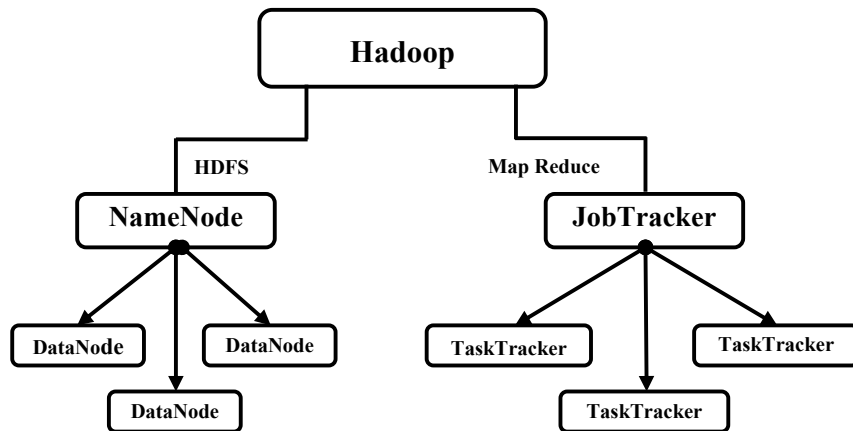 Hadoop
HDFS
Map Reduce
NameNode
JobTracker
DataNode
DataNode
DataNode
TaskTracker
TaskTracker
TaskTracker